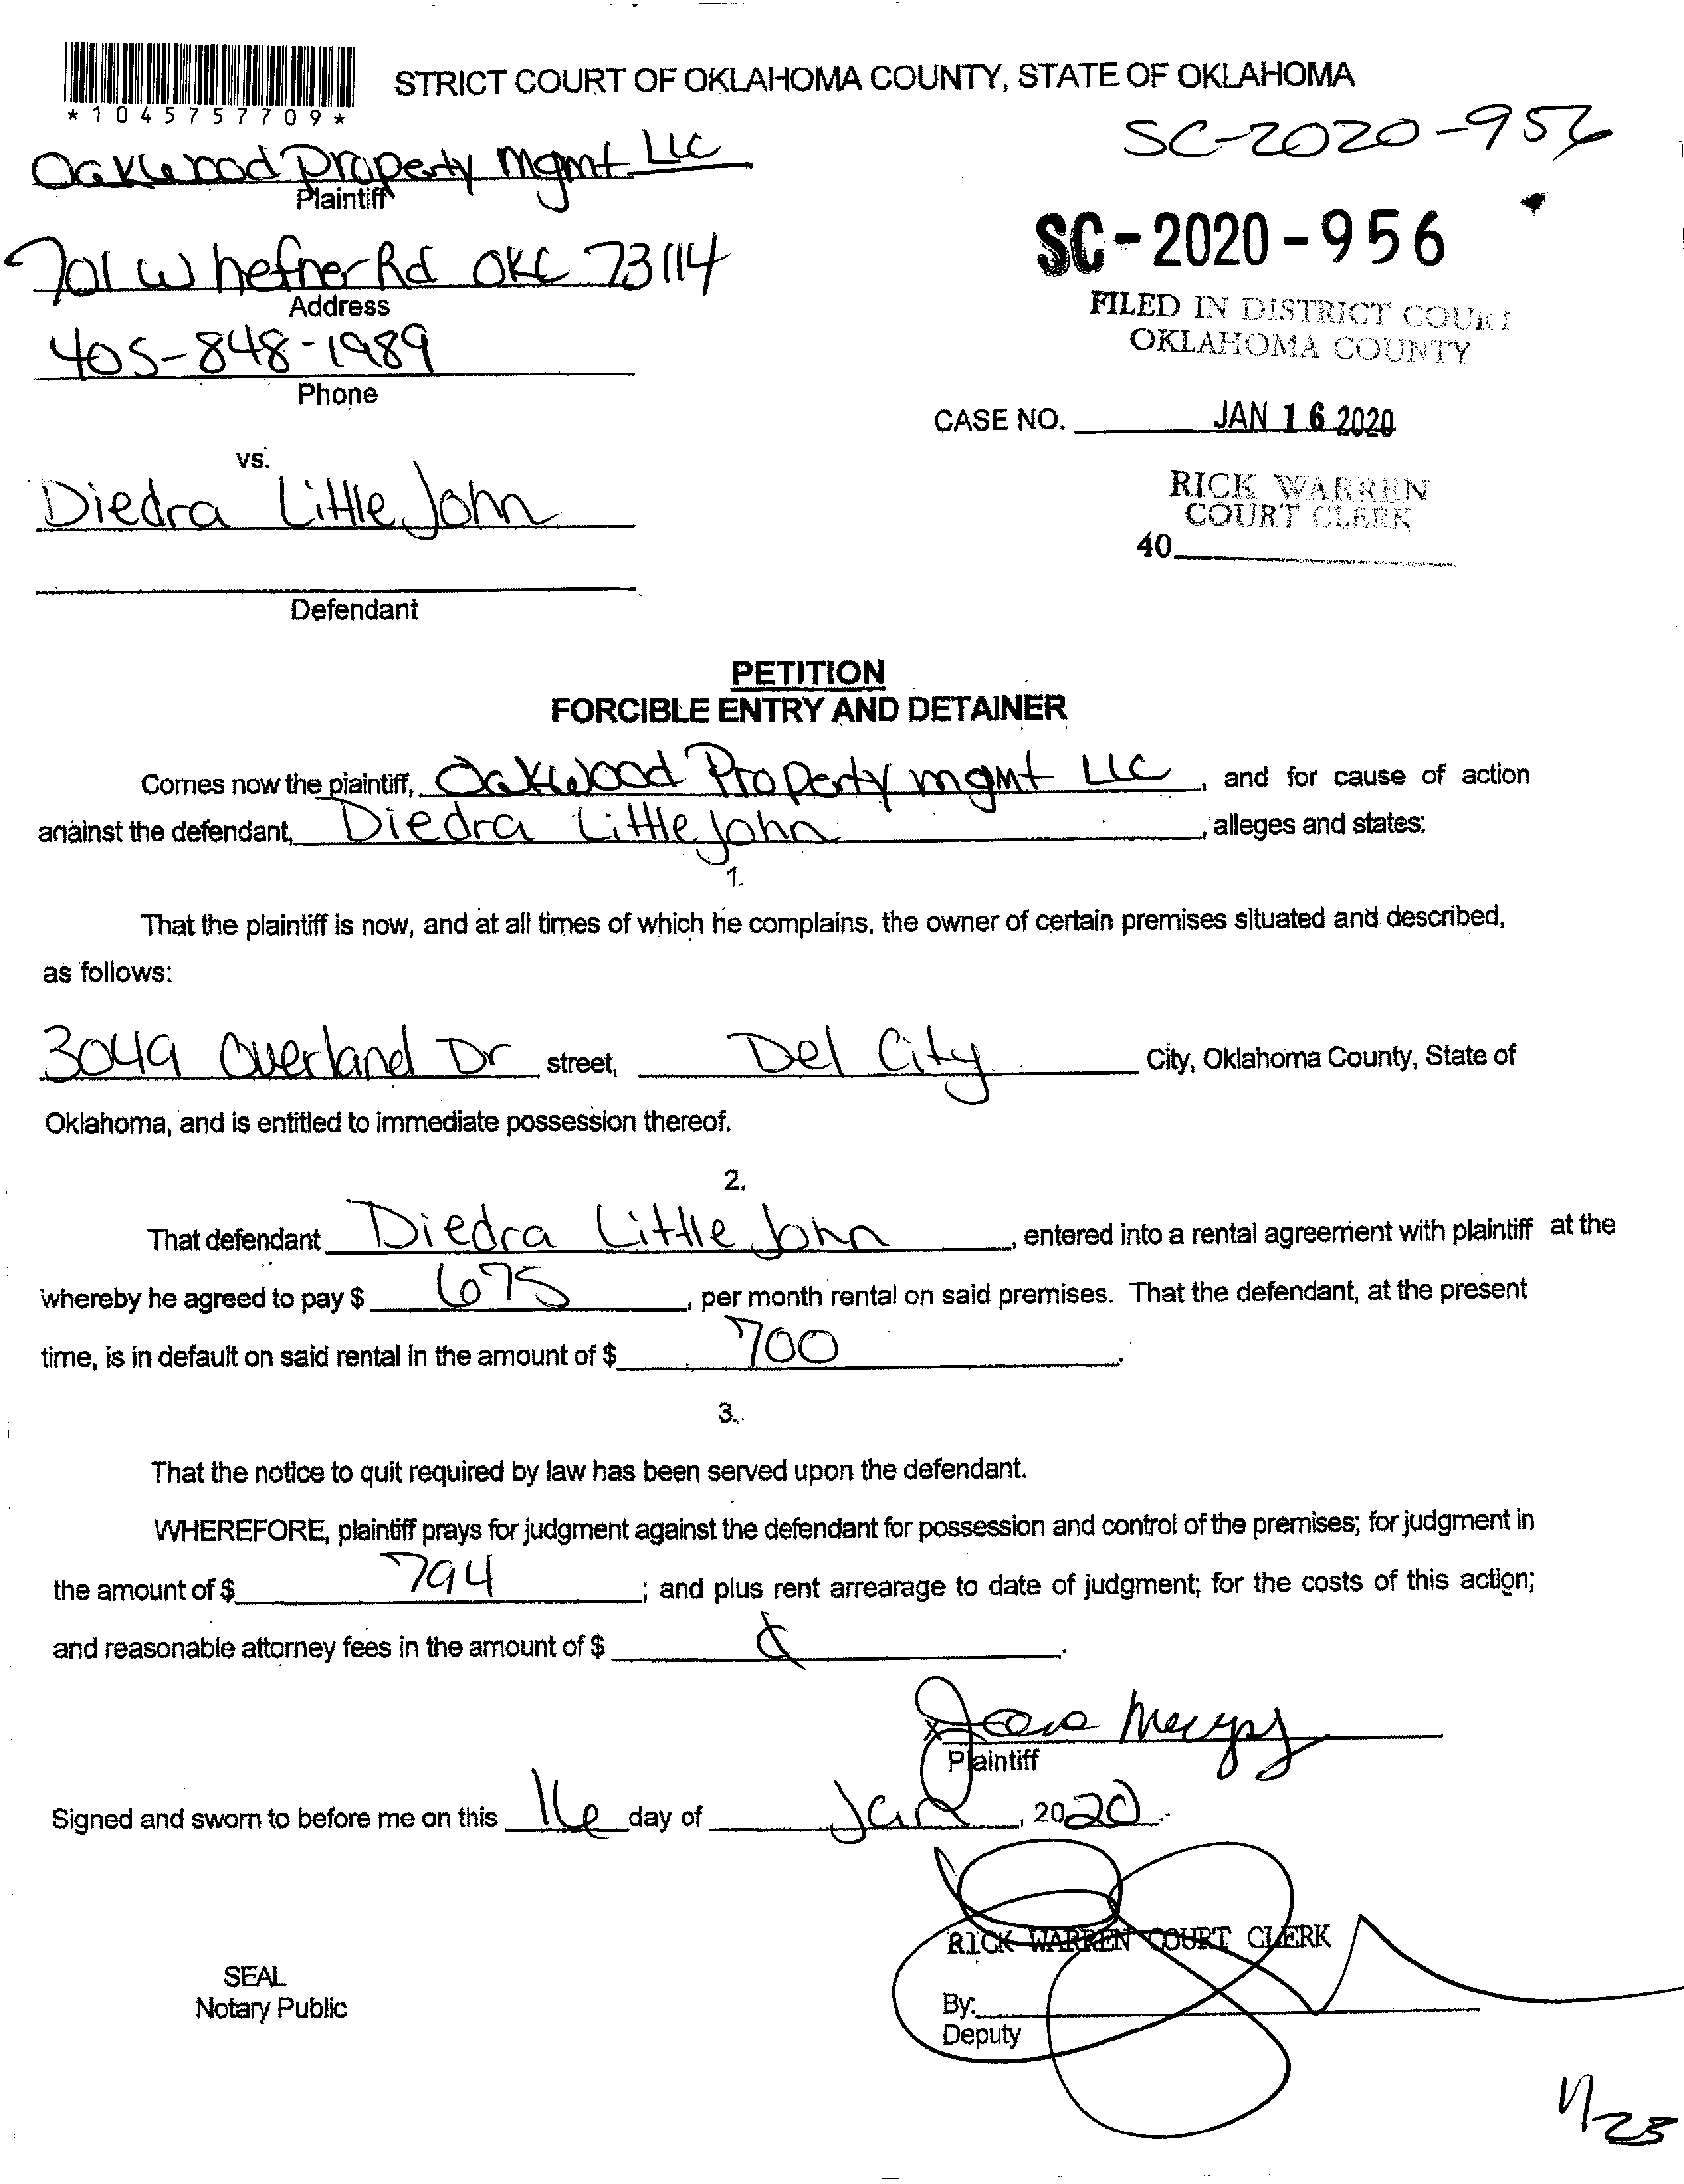 *1045757709*
STRICT COURT OF OKLAHOMA COUNTY, STATE OF OKLAHOMA
SC-2020-956
Oakwood Property Mgmt LLC
Plaintiff
SC-2020-956
701 W hefner Rd OKC 73114
Address
FILED IN DISTRICT COURT
OKLAHOMA COUNTY
405-848-1989
Phone
CASE NO. JAN 16 2020
vs.
Diedra Little John
RICK WARREN
COURT CLERK
40
Defendant
PETITION
FORCIBLE ENTRY AND DETAINER
Comes now the plaintiff, Oakwood Property mgmt LLC, and for cause of action
against the defendant, Diedra Little John, alleges and states:
1.
That the plaintiff is now, and at all times of which he complains, the owner of certain premises situated and described,
as follows:
3049 Overland Dr street, Del City City, Oklahoma County, State of
Oklahoma, and is entitled to immediate possession thereof.
2.
That defendant Diedra Little John, entered into a rental agreement with plaintiff at the
whereby he agreed to pay $ 675, per month rental on said premises. That the defendant, at the present
time, is in default on said rental in the amount of $ 700.
3.
That the notice to quit required by law has been served upon the defendant.
WHEREFORE, plaintiff prays for judgment against the defendant for possession and control of the premises; for judgment in
the amount of $ 794; and plus rent arrearage to date of judgment; for the costs of this action;
and reasonable attorney fees in the amount of $.
x
Plaintiff
Signed and sworn to before me on this 16 day of Jan, 2020.
RICK WARREN COURT CLERK
SEAL
Notary Public
By:
Deputy
1/23